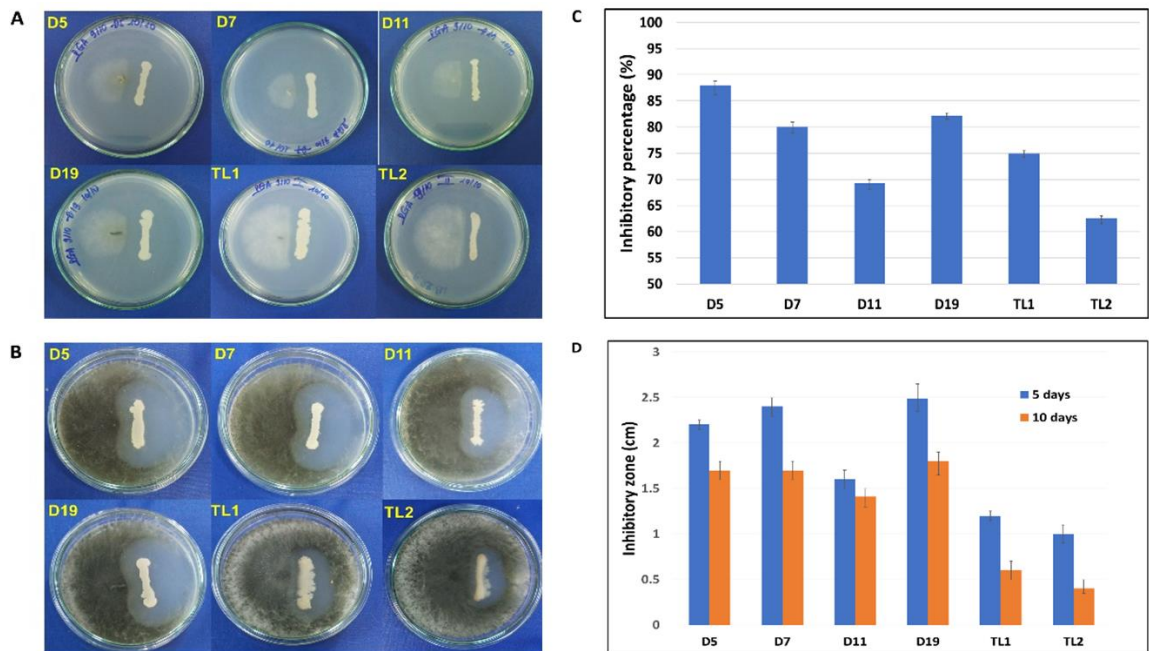 A
D5
D7
D11
D19
TL1
TL2
B
D5
D7
D11
D19
TL1
TL2
C
Inhibitory percentage (%)
100
95
90
85
80
75
70
65
60
55
50
D5 D7 D11 D19 TL1 TL2
D
Inhibitory zone (cm)
3
2.5
2
1.5
1
0.5
0
5 days
10 days
D5 D7 D11 D19 TL1 TL2